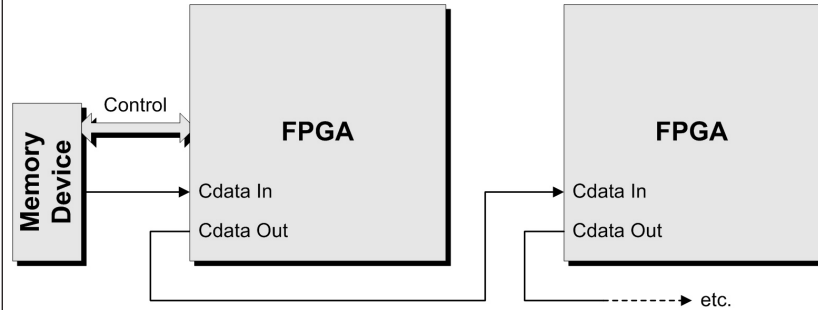 Control
FPGA
FPGA
Memory
Device
Cdata In
Cdata In
Cdata Out
Cdata Out
etc.